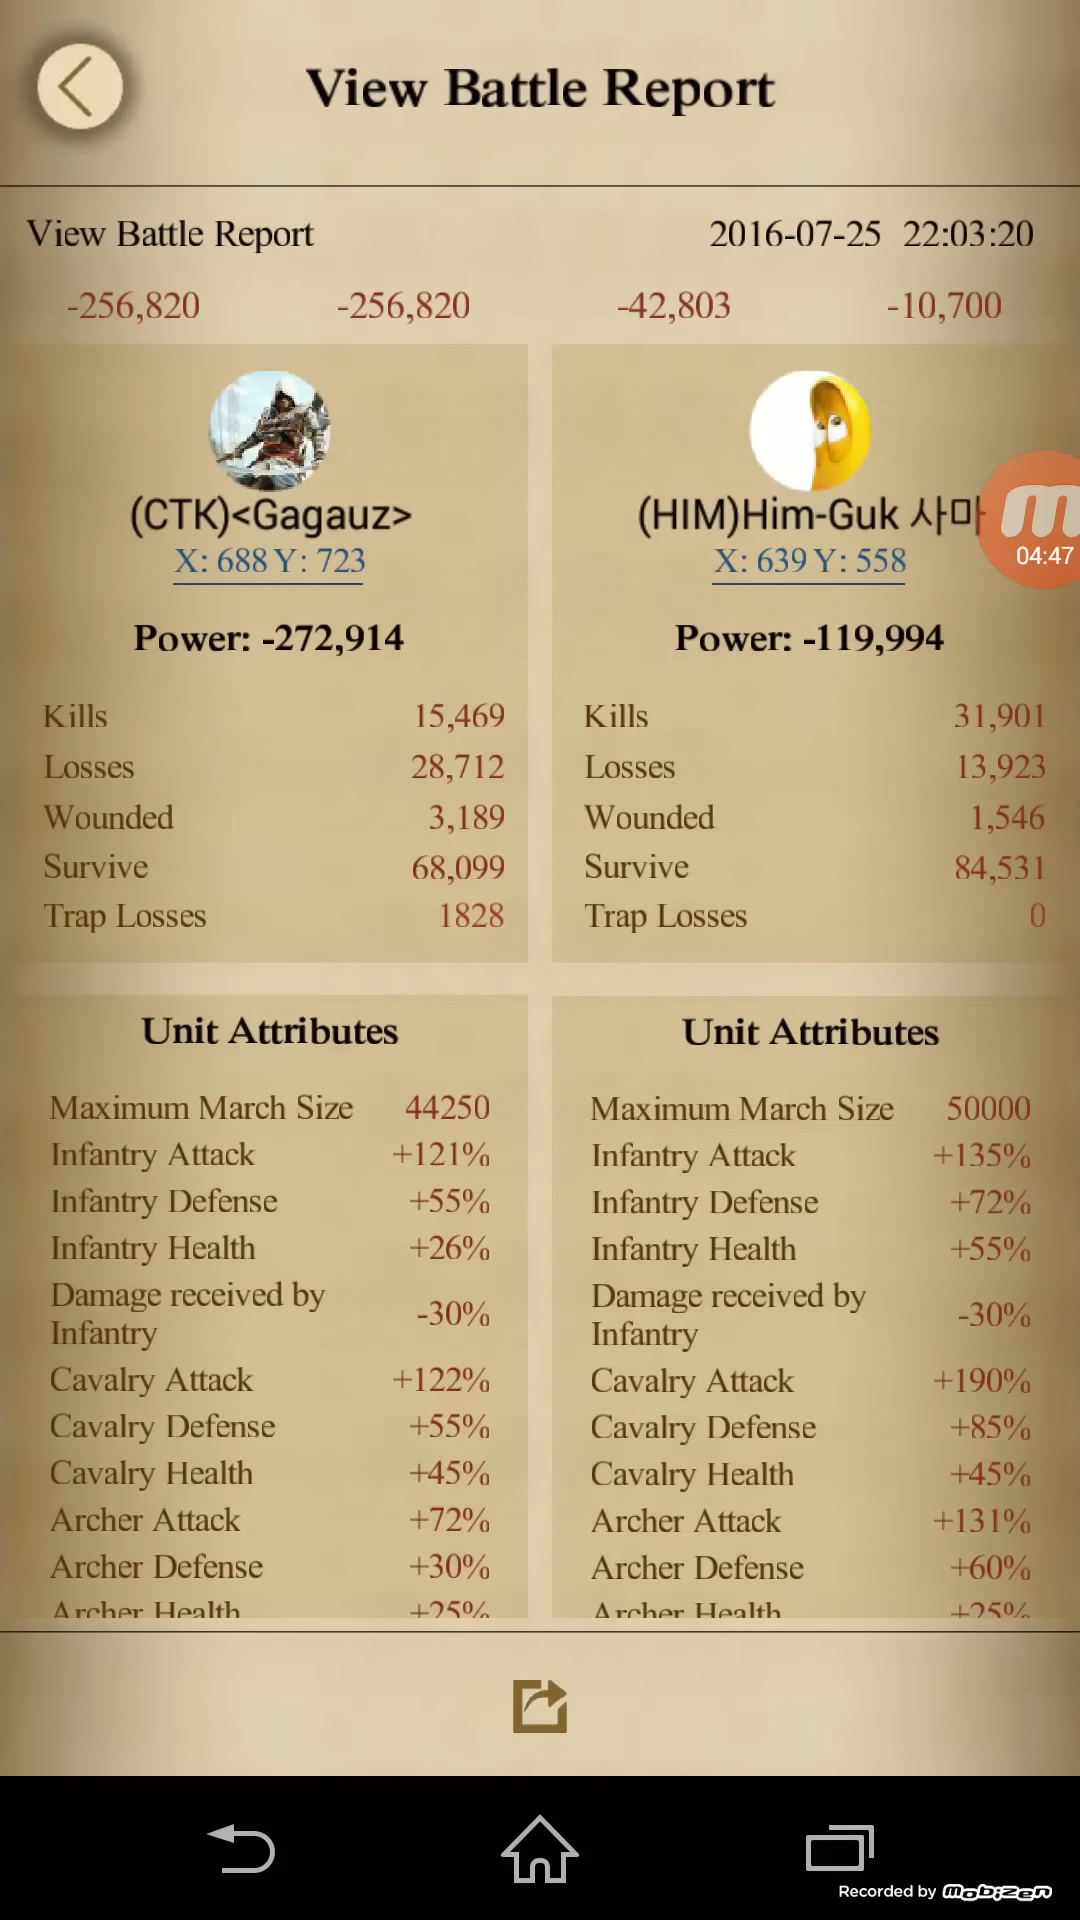 View Battle Report
View Battle Report 2016-07-25 22:03:20
-256,820 -256,820 -42,803 -10,700
(CTK)<Gagauz>
X: 688 Y: 723
Power: -272,914
Kills 15,469
Losses 28,712
Wounded 3,189
Survive 68,099
Trap Losses 1828
(HIM)Him-Guk 사마
X: 639 Y: 558
04:47
Power: -119,994
Kills 31,901
Losses 13,923
Wounded 1,546
Survive 84,531
Trap Losses 0
Unit Attributes
Maximum March Size 44250
Infantry Attack +121%
Infantry Defense +55%
Infantry Health +26%
Damage received by
Infantry -30%
Cavalry Attack +122%
Cavalry Defense +55%
Cavalry Health +45%
Archer Attack +72%
Archer Defense +30%
Archer Health +25%
Unit Attributes
Maximum March Size 50000
Infantry Attack +135%
Infantry Defense +72%
Infantry Health +55%
Damage received by
Infantry -30%
Cavalry Attack +190%
Cavalry Defense +85%
Cavalry Health +45%
Archer Attack +131%
Archer Defense +60%
Archer Health +25%
Recorded by mobizen